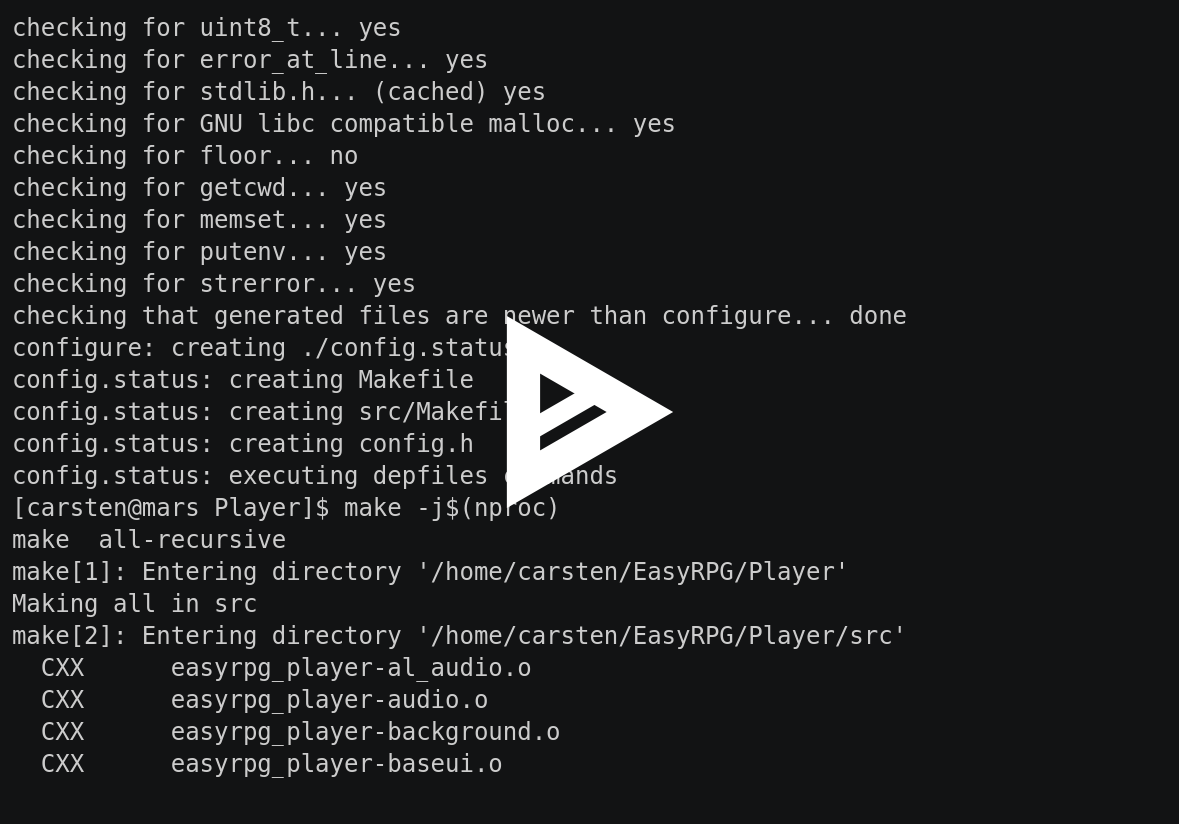 checking for uint8_t... yes
checking for error_at_line... yes
checking for stdlib.h... (cached) yes
checking for GNU libc compatible malloc... yes
checking for floor... no
checking for getcwd... yes
checking for memset... yes
checking for putenv... yes
checking for strerror... yes
checking that generated files are newer than configure... done
configure: creating ./config.status
config.status: creating Makefile
config.status: creating src/Makefile
config.status: creating config.h
config.status: executing depfiles commands
[carsten@mars Player]$ make -j$(nproc)
make  all-recursive
make[1]: Entering directory '/home/carsten/EasyRPG/Player'
Making all in src
make[2]: Entering directory '/home/carsten/EasyRPG/Player/src'
  CXX      easyrpg_player-al_audio.o
  CXX      easyrpg_player-audio.o
  CXX      easyrpg_player-background.o
  CXX      easyrpg_player-baseui.o